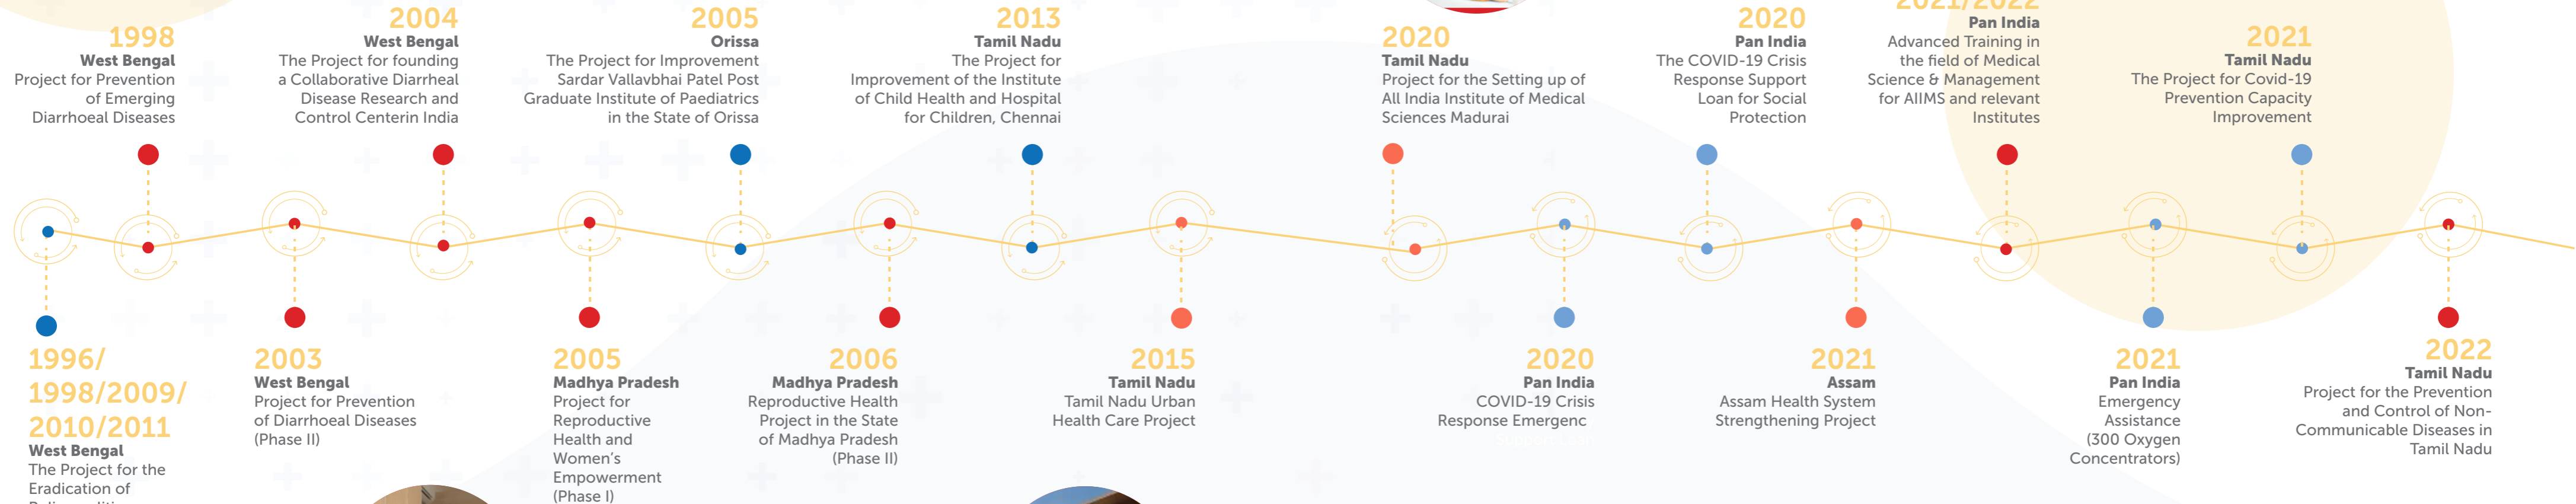 1998
West Bengal
Project for Prevention
of Emerging
Diarrhoeal Diseases
2004
West Bengal
The Project for founding
a Collaborative Diarrheal
Disease Research and
Control Centerin India
2005
Orissa
The Project for Improvement
Sardar Vallavbhai Patel Post
Graduate Institute of Paediatrics
in the State of Orissa
2013
Tamil Nadu
The Project for
Improvement of the Institute
of Child Health and Hospital
for Children, Chennai
2020
Tamil Nadu
Project for the Setting up of
All India Institute of Medical
Sciences Madurai
2020
Pan India
The COVID-19 Crisis
Response Support
Loan for Social
Protection
2021/2022
Pan India
Advanced Training in
the field of Medical
Science & Management
for AIIMS and relevant
Institutes
2021
Tamil Nadu
The Project for Covid-19
Prevention Capacity
Improvement
1996/
1998/2009/
2010/2011
West Bengal
The Project for the
Eradication of
2003
West Bengal
Project for Prevention
of Diarrhoeal Diseases
(Phase II)
2005
Madhya Pradesh
Project for
Reproductive
Health and
Women's
Empowerment
(Phase I)
2006
Madhya Pradesh
Reproductive Health
Project in the State
of Madhya Pradesh
(Phase II)
2015
Tamil Nadu
Tamil Nadu Urban
Health Care Project
2020
Pan India
COVID-19 Crisis
Response Emergenc
2021
Assam
Assam Health System
Strengthening Project
2021
Pan India
Emergency
Assistance
(300 Oxygen
Concentrators)
2022
Tamil Nadu
Project for the Prevention
and Control of Non-
Communicable Diseases in
Tamil Nadu